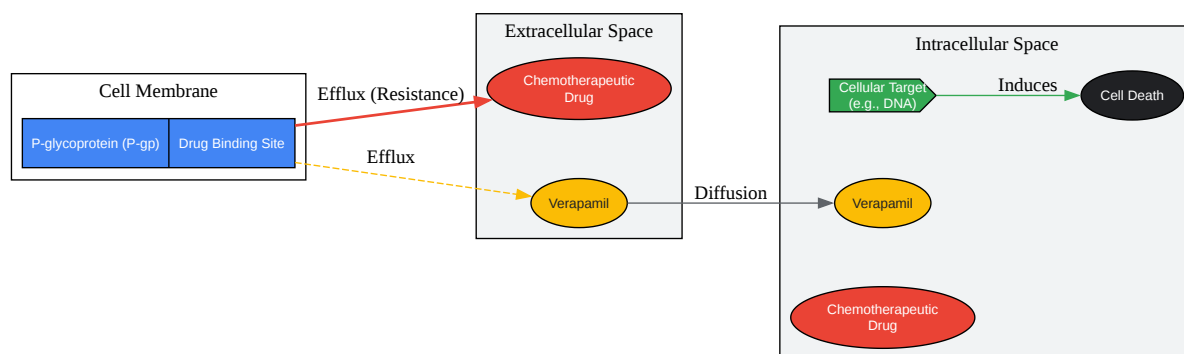 Cell Membrane
P-glycoprotein (P-gp)
Drug Binding Site
Efflux (Resistance)
Efflux
Extracellular Space
Chemotherapeutic
Drug
Verapamil
Diffusion
Intracellular Space
Cellular Target
(e.g., DNA)
Induces
Cell Death
Verapamil
Chemotherapeutic
Drug